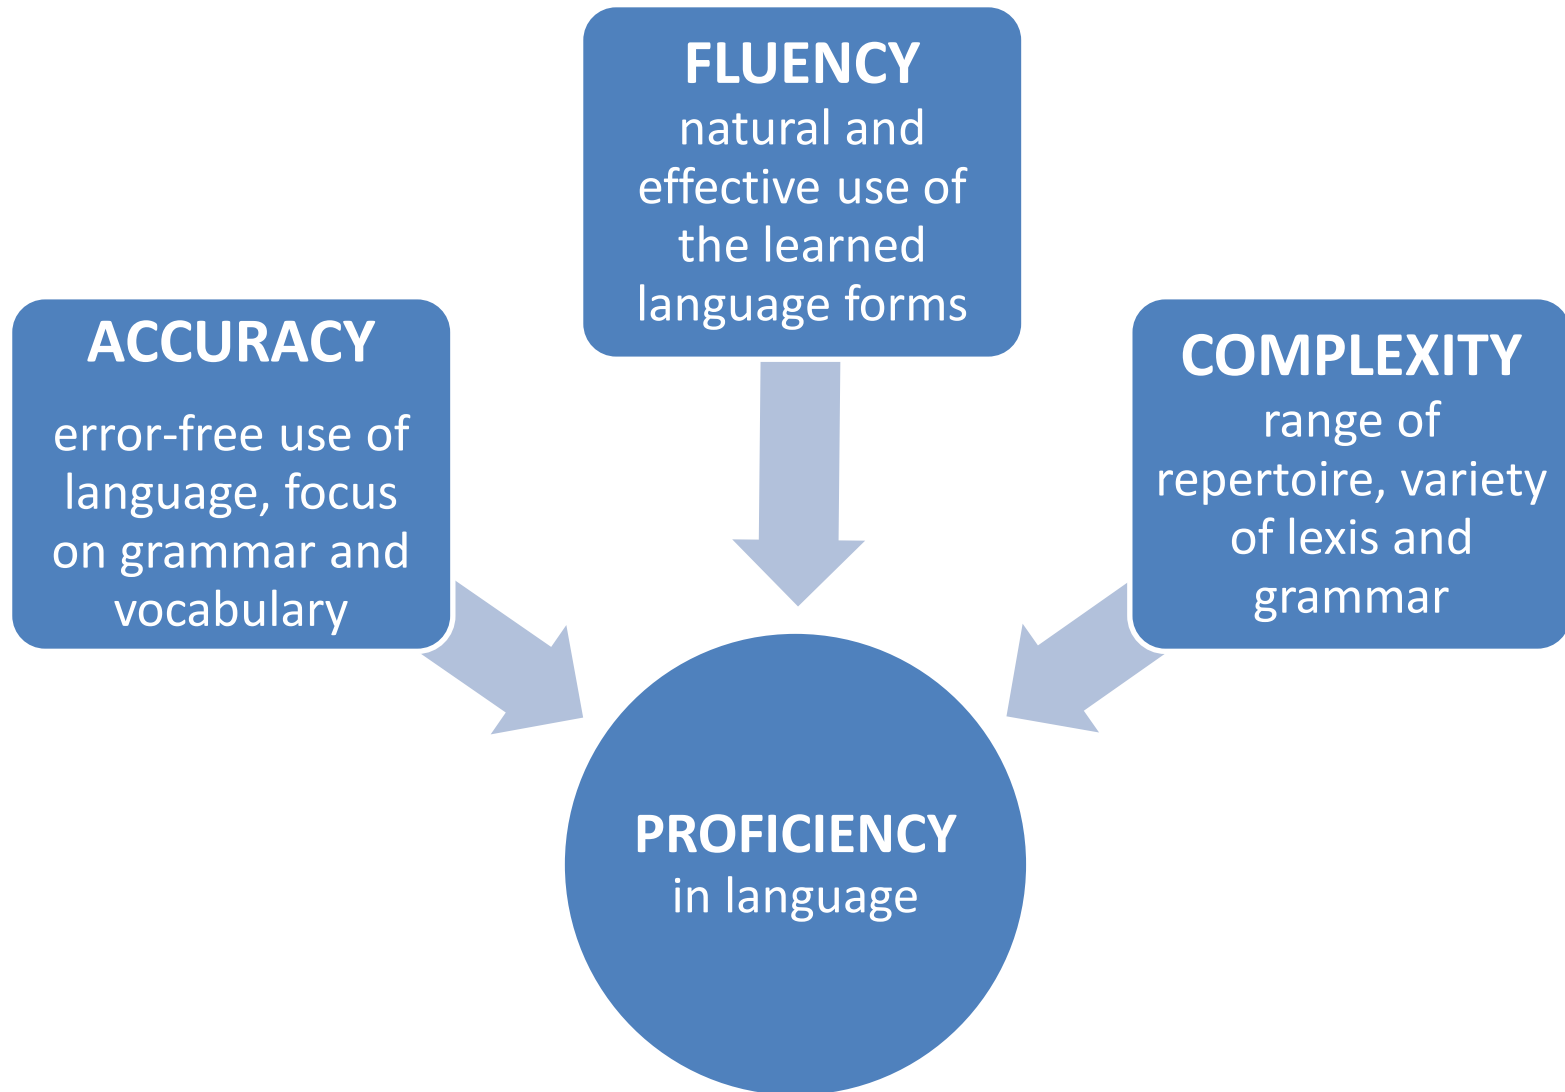 FLUENCY
natural and
effective use of
the learned
language forms
ACCURACY
error-free use of
language, focus
on grammar and
vocabulary
COMPLEXITY
range of
repertoire, variety
of lexis and
grammar
PROFICIENCY
in language